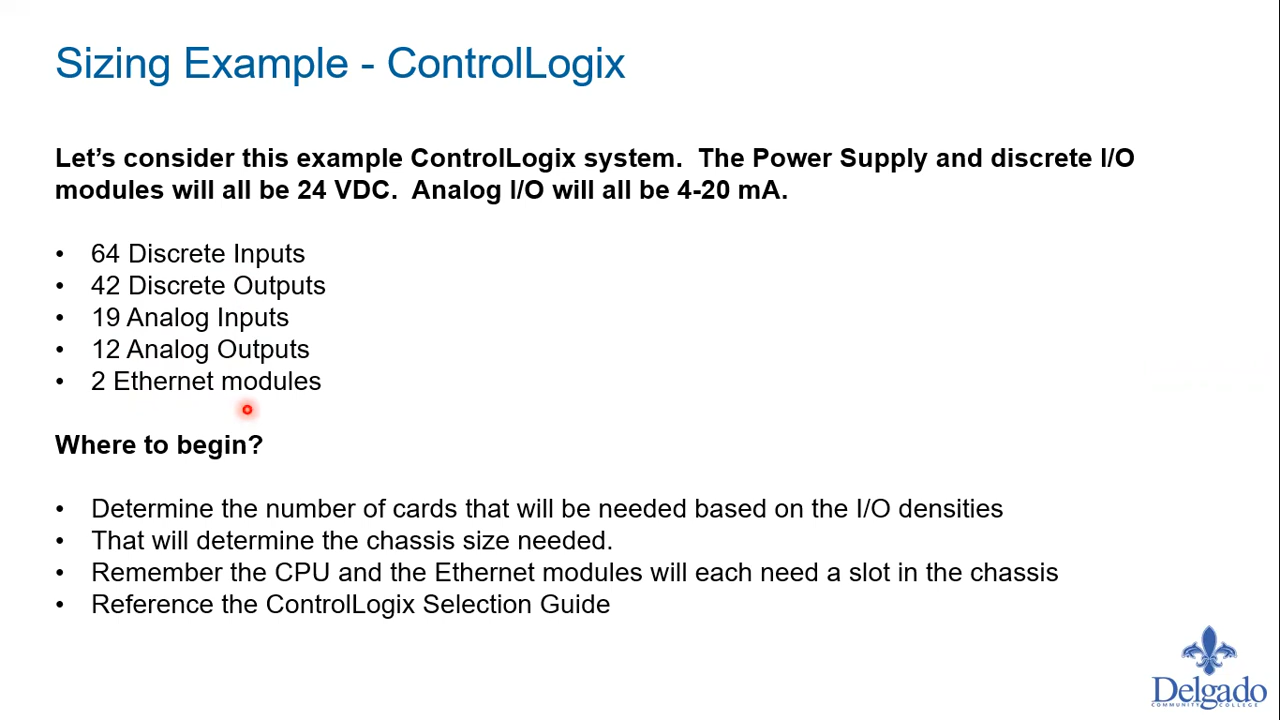 Sizing Example - ControlLogix
Let's consider this example ControlLogix system.  The Power Supply and discrete I/O
modules will all be 24 VDC.  Analog I/O will all be 4-20 mA.
• 64 Discrete Inputs
• 42 Discrete Outputs
• 19 Analog Inputs
• 12 Analog Outputs
• 2 Ethernet modules
Where to begin?
• Determine the number of cards that will be needed based on the I/O densities
• That will determine the chassis size needed.
• Remember the CPU and the Ethernet modules will each need a slot in the chassis
• Reference the ControlLogix Selection Guide
Delgado
COMMUNITY COLLEGE